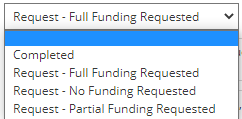 Request - Full Funding Requested
Completed
Request - Full Funding Requested
Request - No Funding Requested
Request - Partial Funding Requested